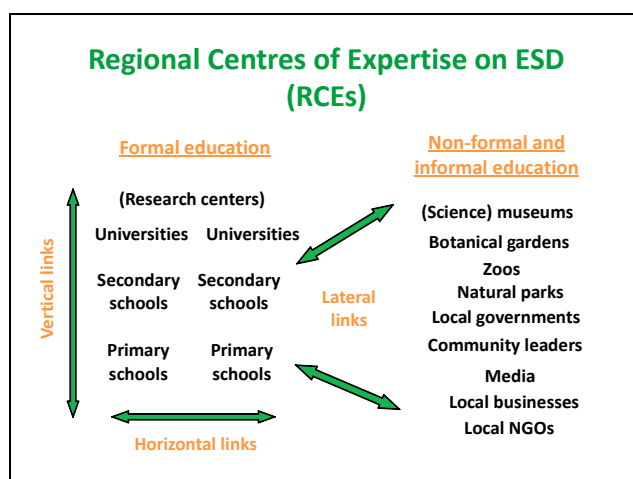 Regional Centres of Expertise on ESD
(RCEs)
Formal education
Vertical links
(Research centers)
Universities Universities
Secondary schools
Secondary schools
Primary schools
Primary schools
Horizontal links
Lateral
links
Non-formal and
informal education
(Science) museums
Botanical gardens
Zoos
Natural parks
Local governments
Community leaders
Media
Local businesses
Local NGOs